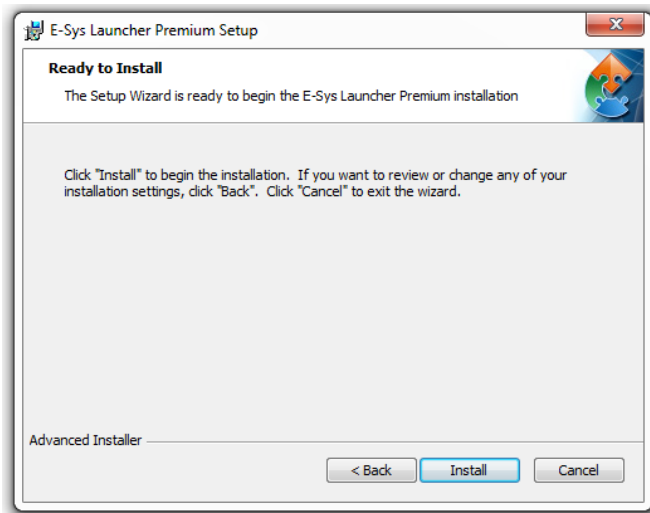 E-Sys Launcher Premium Setup
Ready to Install
The Setup Wizard is ready to begin the E-Sys Launcher Premium installation
Click "Install" to begin the installation.  If you want to review or change any of your
installation settings, click "Back".  Click "Cancel" to exit the wizard.
Advanced Installer
< Back Install Cancel